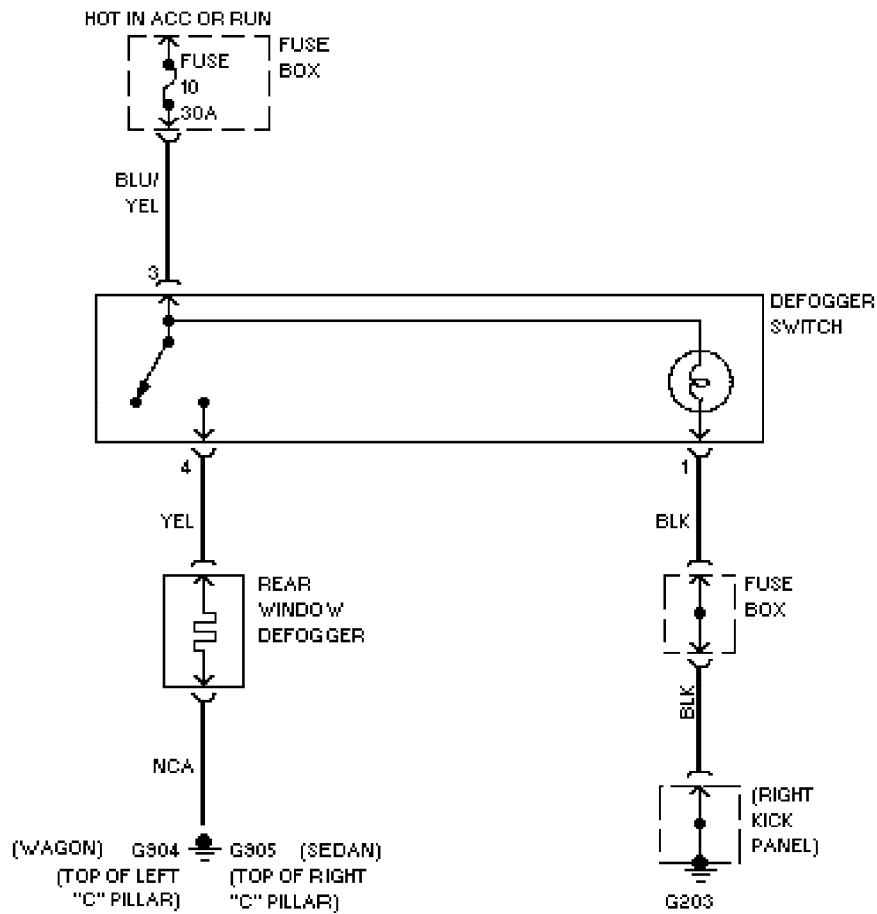 HOT IN ACC OR RUN
FUSE
BOX
FUSE
10
30A
BLU/
YEL
3
DEFOGGER
SWITCH
4
1
YEL
BLK
REAR
WINDOW
DEFOGGER
FUSE
BOX
BLK
NCA
(RIGHT
KICK
PANEL)
(WAGON) G904
(TOP OF LEFT
"C" PILLAR)
G905 (SEDAN)
(TOP OF RIGHT
"C" PILLAR)
G203